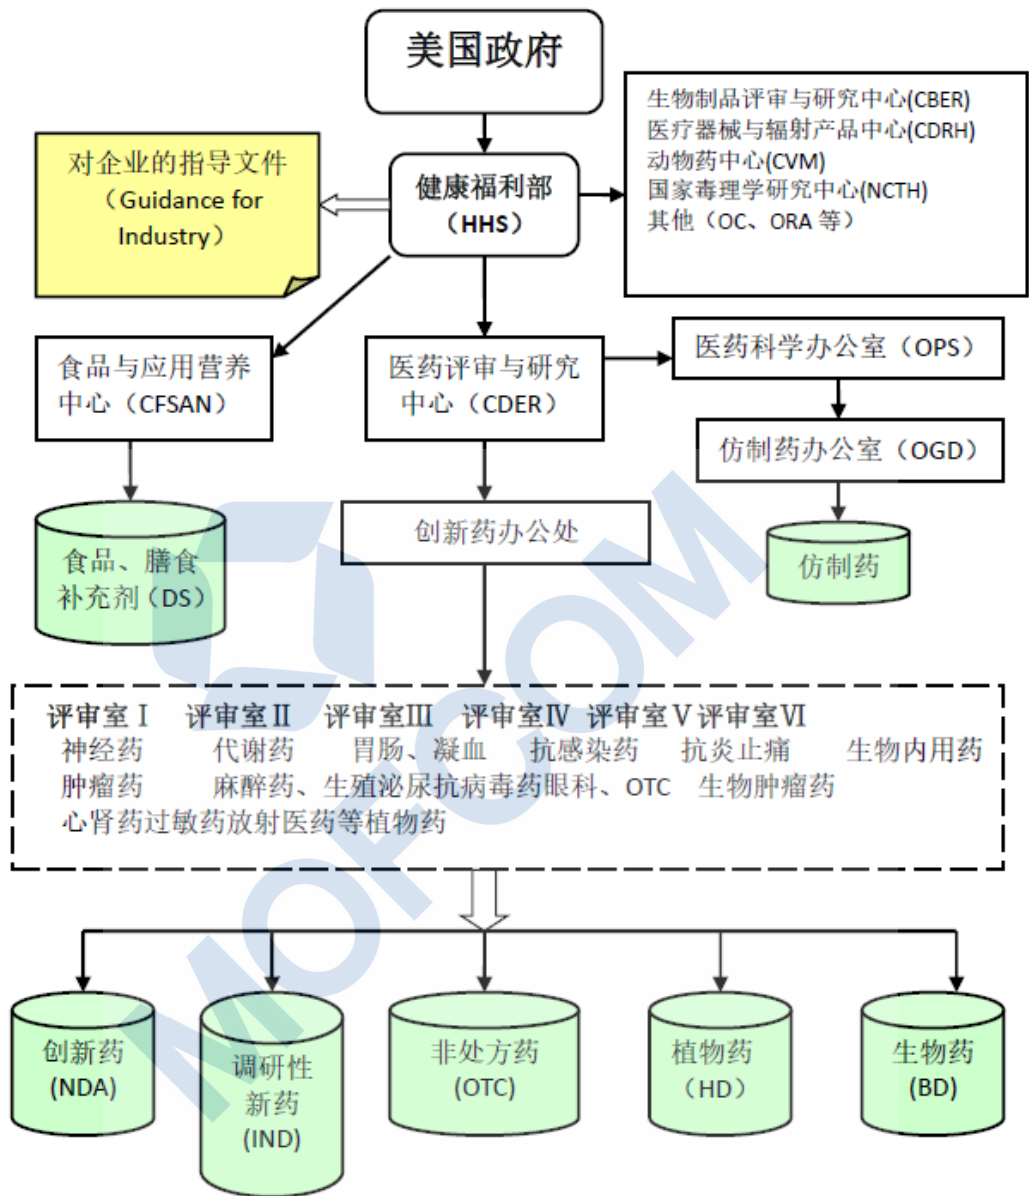 美国政府
生物制品评审与研究中心(CBER)
医疗器械与辐射产品中心(CDRH)
动物药中心(CVM)
国家毒理学研究中心(NCTH)
其他（OC、ORA 等）
对企业的指导文件
（Guidance for
Industry）
健康福利部
（HHS）
食品与应用营养
中心（CFSAN）
医药评审与研究
中心（CDER）
医药科学办公室（OPS）
仿制药办公室（OGD）
食品、膳食
补充剂（DS）
创新药办公处
仿制药
评审室Ⅰ 评审室Ⅱ 评审室Ⅲ 评审室Ⅳ 评审室Ⅴ 评审室Ⅵ
神经药 代谢药 胃肠、凝血 抗感染药 抗炎止痛 生物内用药
肿瘤药 麻醉药、生殖泌尿抗病毒药眼科、OTC 生物肿瘤药
心肾药过敏药放射医药等植物药
创新药
(NDA)
调研性
新药
(IND)
非处方药
(OTC)
植物药
（HD）
生物药
(BD)
MOFCOM